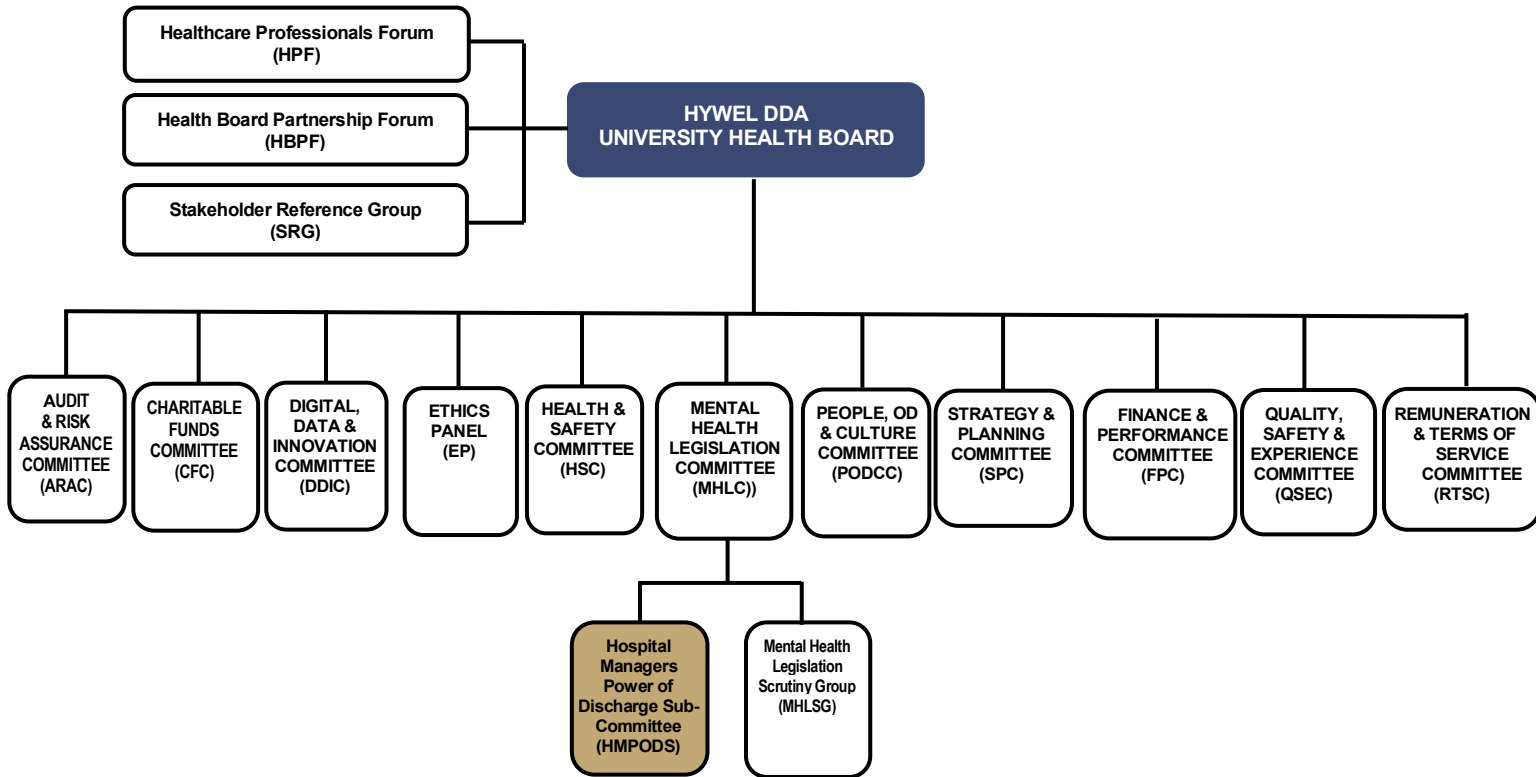 Healthcare Professionals Forum
(HPF)
Health Board Partnership Forum
(HBPF)
Stakeholder Reference Group
(SRG)
HYWEL DDA
UNIVERSITY HEALTH BOARD
AUDIT
& RISK
ASSURANCE
COMMITTEE
(ARAC)
CHARITABLE
FUNDS
COMMITTEE
(CFC)
DIGITAL,
DATA &
INNOVATION
COMMITTEE
(DDIC)
ETHICS
PANEL
(EP)
HEALTH &
SAFETY
COMMITTEE
(HSC)
MENTAL
HEALTH
LEGISLATION
COMMITTEE
(MHLC))
PEOPLE, OD
& CULTURE
COMMITTEE
(PODCC)
STRATEGY &
PLANNING
COMMITTEE
(SPC)
FINANCE &
PERFORMANCE
COMMITTEE
(FPC)
QUALITY,
SAFETY &
EXPERIENCE
COMMITTEE
(QSEC)
REMUNERATION
& TERMS OF
SERVICE
COMMITTEE
(RTSC)
Hospital
Managers
Power of
Discharge Sub-
Committee
(HMPODS)
Mental Health
Legislation
Scrutiny Group
(MHLSG)